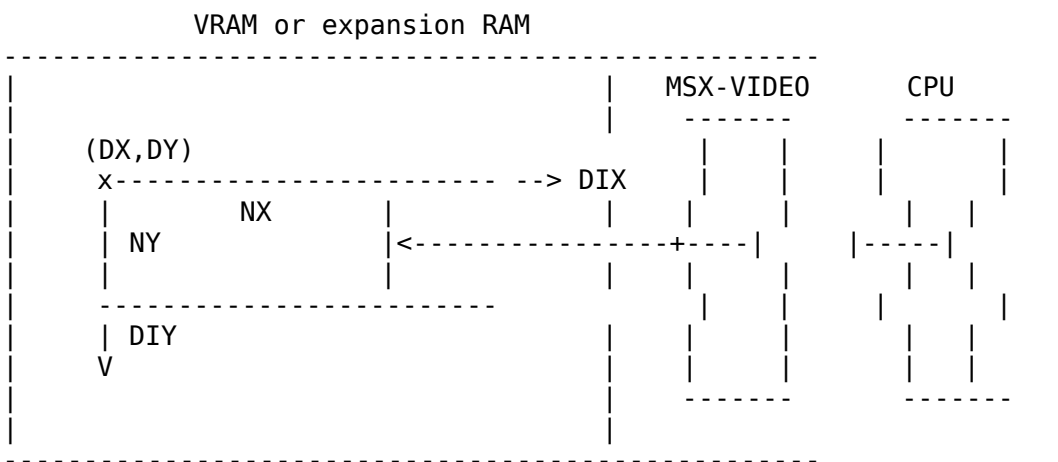 VRAM or expansion RAM
MSX-VIDEO CPU
(DX,DY)
x --> DIX
NX
NY
DIY
V